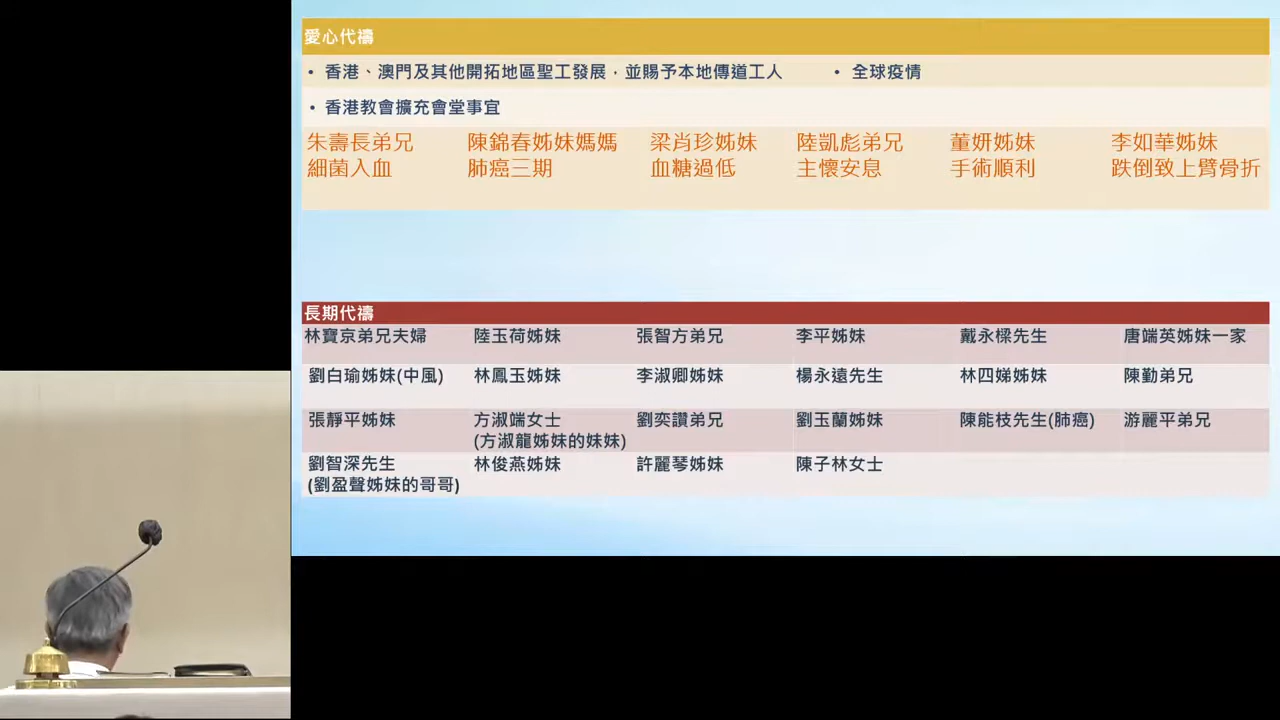 愛心代禱
• 香港、澳門及其他開拓地區聖工發展，並賜予本地傳道工人 • 全球疫情
• 香港教會擴充會堂事宜
朱壽長弟兄 陳錦春姊妹媽媽 梁肖珍姊妹 陸凱彪弟兄 董妍姊妹 李如華姊妹
細菌入血 肺癌三期 血糖過低 主懷安息 手術順利 跌倒致上臂骨折
長期代禱
林寶京弟兄夫婦 陸玉荷姊妹 張智方弟兄 李平姊妹 戴永樑先生 唐端英姊妹一家
劉白瑜姊妹(中風) 林鳳玉姊妹 李淑卿姊妹 楊永遠先生 林四娣姊妹 陳勤弟兄
張靜平姊妹 方淑端女士 劉奕讚弟兄 劉玉蘭姊妹 陳能枝先生(肺癌) 游麗平弟兄
(方淑龍姊妹的妹妹)
劉智深先生 林俊燕姊妹 許麗琴姊妹 陳子林女士
(劉盈聲姊妹的哥哥)